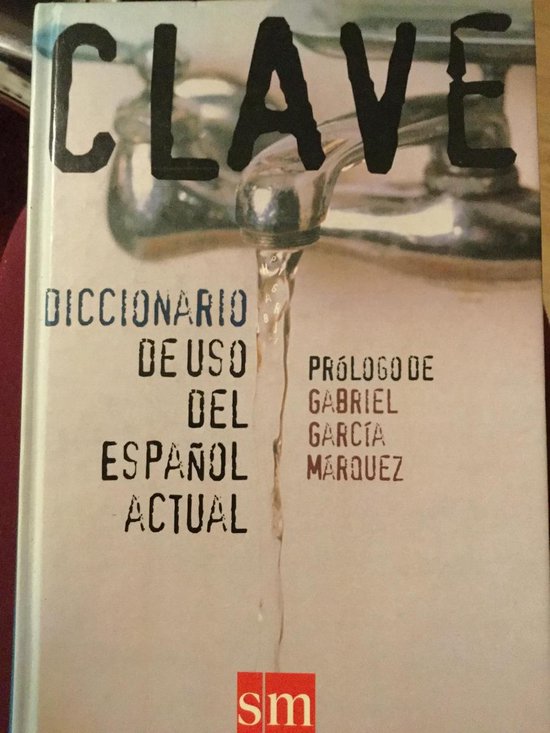 CLAVE
DICCIONARIO
DE USO
DEL
ESPAÑOL
ACTUAL
PRÓLOGO DE
GABRIEL
GARCÍA
MÁRQUEZ
sm